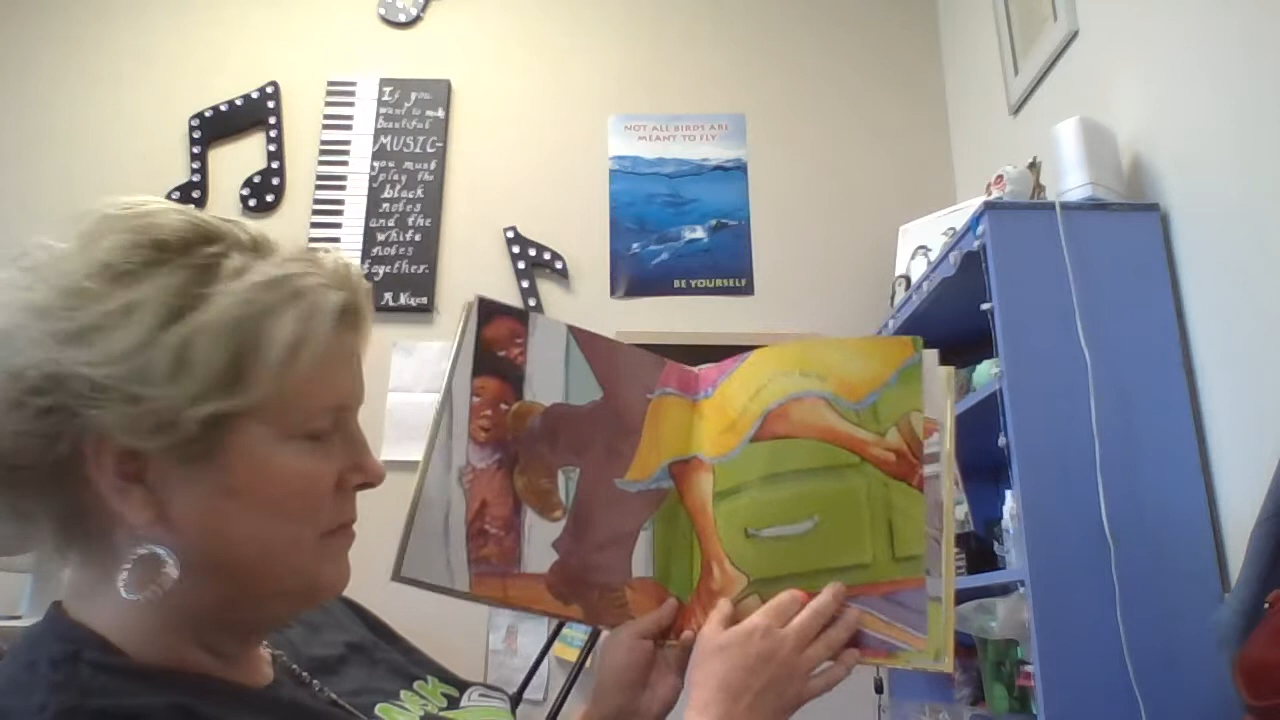 If you
want to make
beautiful
MUSIC-
you must
play the
black
notes
and the
white
notes
together.
R. Nixon
NOT ALL BIRDS ARE
MEANT TO FLY
BE YOURSELF